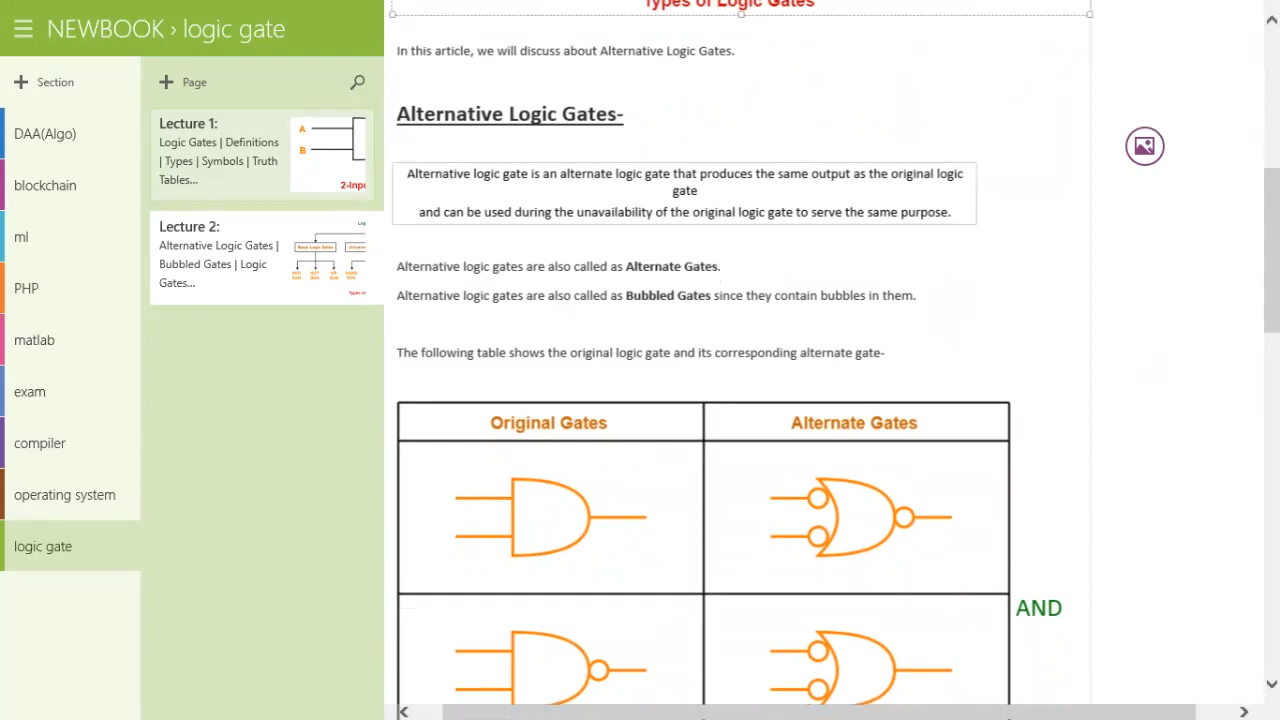 NEWBOOK › logic gate
Section
DAA(Algo)
blockchain
ml
PHP
matlab
exam
compiler
operating system
logic gate
Page
Lecture 1:
Logic Gates | Definitions
| Types | Symbols | Truth
Tables...
A
B
2-Inp
Lecture 2:
Alternative Logic Gates |
Bubbled Gates | Logic
Gates...
Types of Logic Gates
In this article, we will discuss about Alternative Logic Gates.
Alternative Logic Gates-
Alternative logic gate is an alternate logic gate that produces the same output as the original logic
gate
and can be used during the unavailability of the original logic gate to serve the same purpose.
Alternative logic gates are also called as Alternate Gates.
Alternative logic gates are also called as Bubbled Gates since they contain bubbles in them.
The following table shows the original logic gate and its corresponding alternate gate-
Original Gates
Alternate Gates
AND